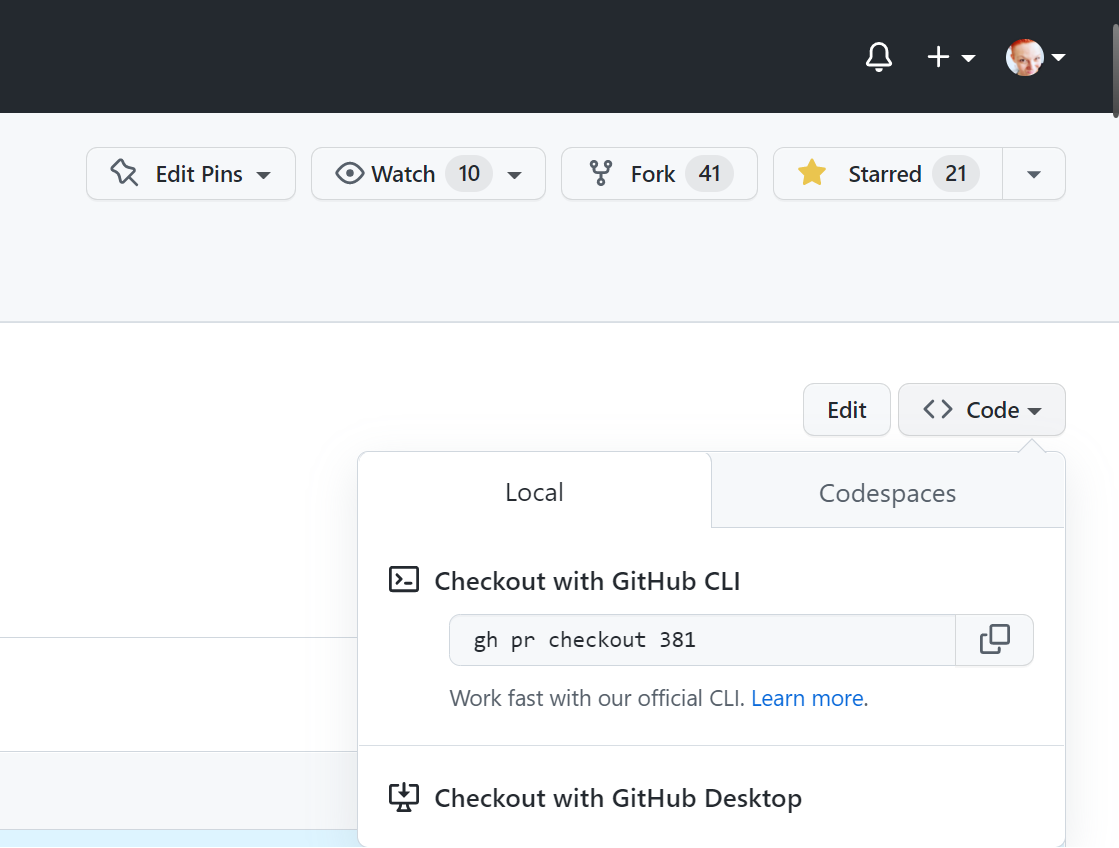 Edit Pins Watch 10 Fork 41 Starred 21
Edit Code
Local Codespaces
Checkout with GitHub CLI
gh pr checkout 381
Work fast with our official CLI. Learn more.
Checkout with GitHub Desktop